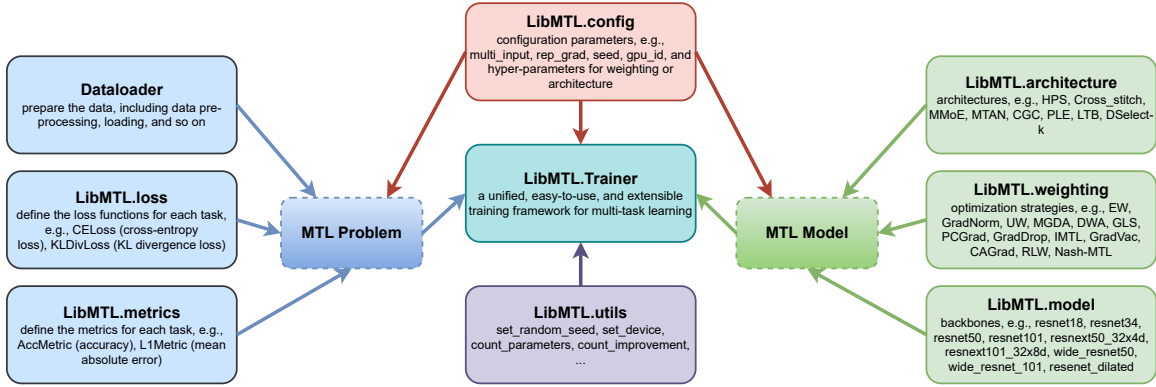 LibMTL.config
configuration parameters, e.g.,
multi_input, rep_grad, seed, gpu_id, and
hyper-parameters for weighting or
architecture
Dataloader
prepare the data, including data pre-
processing, loading, and so on
LibMTL.loss
define the loss functions for each task,
e.g., CELoss (cross-entropy
loss), KLDivLoss (KL divergence loss)
LibMTL.metrics
define the metrics for each task, e.g.,
AccMetric (accuracy), L1Metric (mean
absolute error)
MTL Problem
LibMTL.Trainer
a unified, easy-to-use, and extensible
training framework for multi-task learning
LibMTL.utils
set_random_seed, set_device,
count_parameters, count_improvement,
...
MTL Model
LibMTL.architecture
architectures, e.g., HPS, Cross_stitch,
MMoE, MTAN, CGC, PLE, LTB, DSelect-
k
LibMTL.weighting
optimization strategies, e.g., EW,
GradNorm, UW, MGDA, DWA, GLS,
PCGrad, GradDrop, IMTL, GradVac,
CAGrad, RLW, Nash-MTL
LibMTL.model
backbones, e.g., resnet18, resnet34,
resnet50, resnet101, resnext50_32x4d,
resnext101_32x8d, wide_resnet50,
wide_resnet_101, resenet_dilated